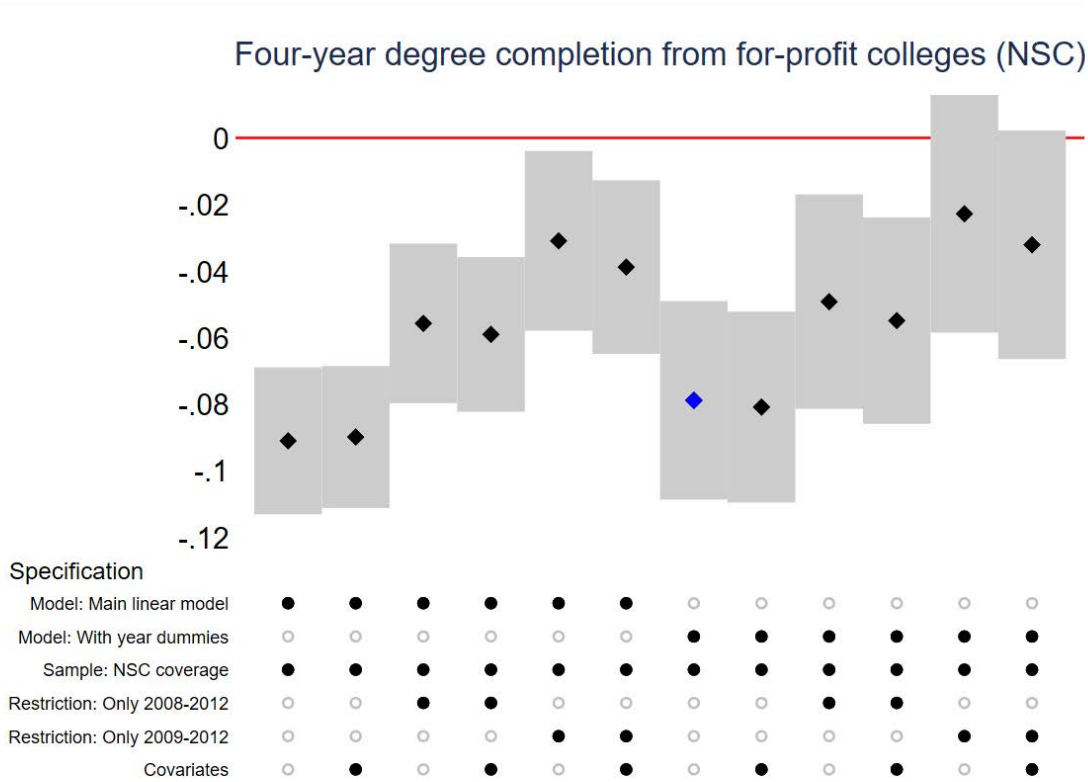 Four-year degree completion from for-profit colleges (NSC)
0
-.02
-.04
-.06
-.08
-.1
-.12
Specification
Model: Main linear model
Model: With year dummies
Sample: NSC coverage
Restriction: Only 2008-2012
Restriction: Only 2009-2012
Covariates